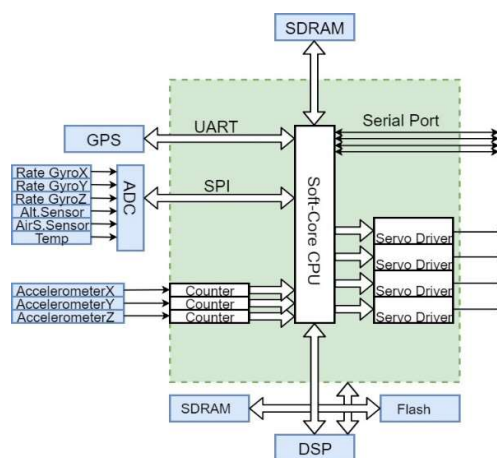 SDRAM
UART
Serial Port
GPS
SPI
Rate GyroX
Rate GyroY
Rate GyroZ
Alt.Sensor
AirS.Sensor
Temp
ADC
Soft-Core CPU
Servo Driver
Servo Driver
Servo Driver
Servo Driver
AccelerometerX
AccelerometerY
AccelerometerZ
Counter
Counter
Counter
SDRAM
Flash
DSP